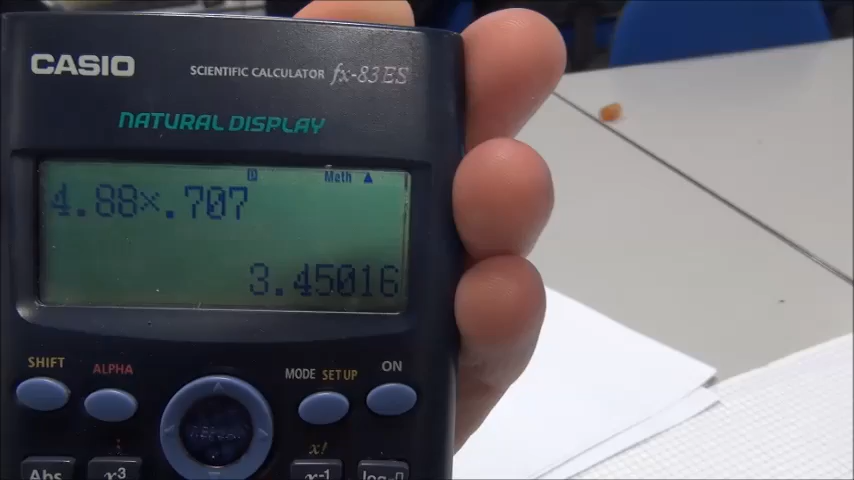 CASIO
SCIENTIFIC CALCULATOR fx-83ES
NATURAL DISPLAY
D Math ▲
4.88×.707
3.45016
SHIFT
ALPHA
MODE SETUP
ON
x!
Abs
x³
x⁻¹
log